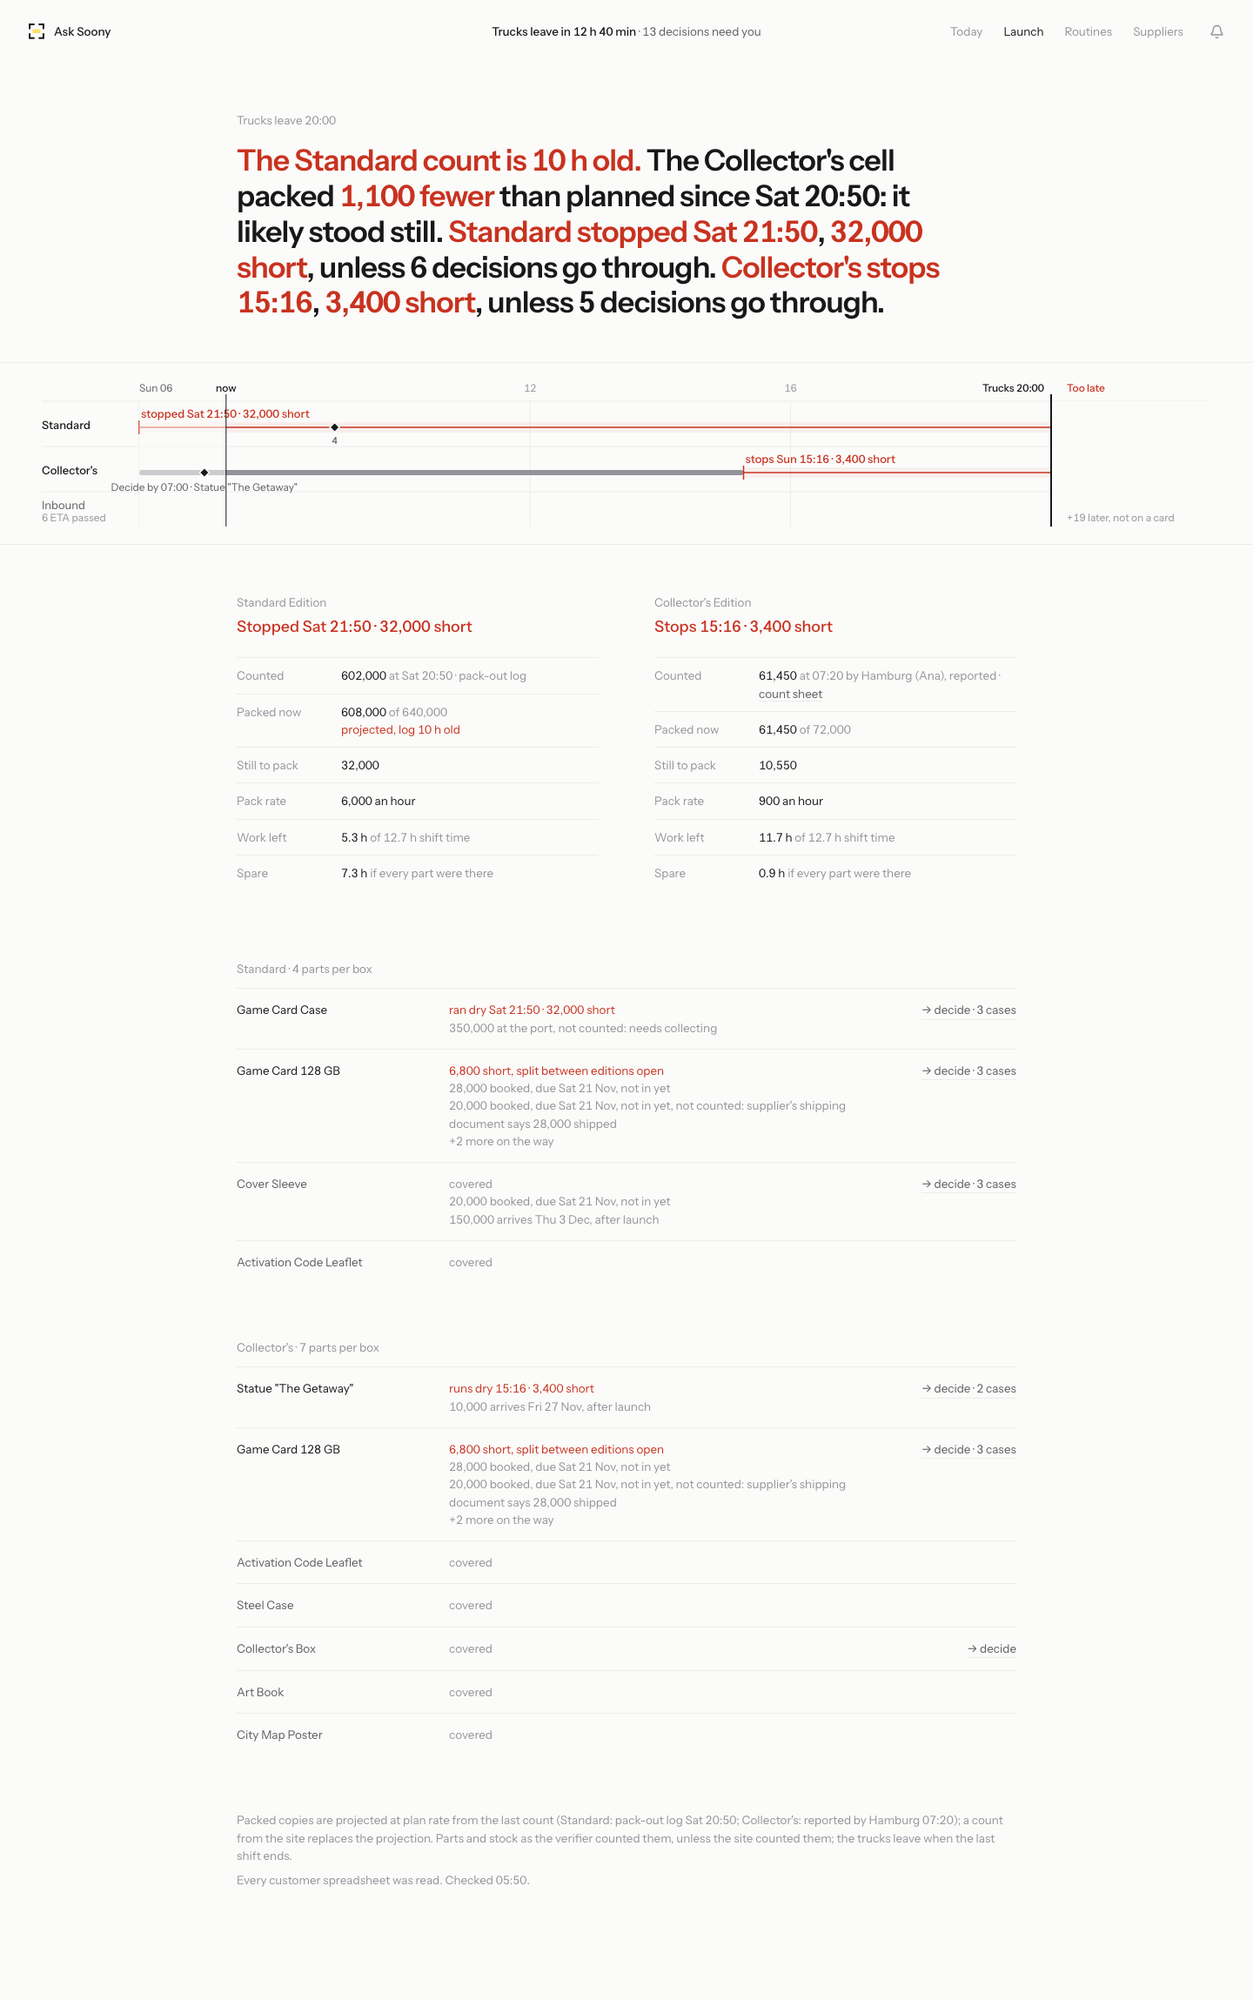 Ask Soony
Trucks leave in 12 h 40 min · 13 decisions need you
Today Launch Routines Suppliers
Trucks leave 20:00
The Standard count is 10 h old. The Collector's cell
packed 1,100 fewer than planned since Sat 20:50: it
likely stood still. Standard stopped Sat 21:50, 32,000
short, unless 6 decisions go through. Collector's stops
15:16, 3,400 short, unless 5 decisions go through.
Sun 06 now 12 16 Trucks 20:00 Too late
stopped Sat 21:50 · 32,000 short
Standard
4
stops Sun 15:16 · 3,400 short
Collector's
Decide by 07:00 · Statue "The Getaway"
Inbound
6 ETA passed
+19 later, not on a card
Standard Edition
Stopped Sat 21:50 · 32,000 short
Counted 602,000 at Sat 20:50 · pack-out log
Packed now 608,000 of 640,000
projected, log 10 h old
Still to pack 32,000
Pack rate 6,000 an hour
Work left 5.3 h of 12.7 h shift time
Spare 7.3 h if every part were there
Collector's Edition
Stops 15:16 · 3,400 short
Counted 61,450 at 07:20 by Hamburg (Ana), reported ·
count sheet
Packed now 61,450 of 72,000
Still to pack 10,550
Pack rate 900 an hour
Work left 11.7 h of 12.7 h shift time
Spare 0.9 h if every part were there
Standard · 4 parts per box
Game Card Case ran dry Sat 21:50 · 32,000 short → decide · 3 cases
350,000 at the port, not counted: needs collecting
Game Card 128 GB 6,800 short, split between editions open → decide · 3 cases
28,000 booked, due Sat 21 Nov, not in yet
20,000 booked, due Sat 21 Nov, not in yet, not counted: supplier's shipping
document says 28,000 shipped
+2 more on the way
Cover Sleeve covered → decide · 3 cases
20,000 booked, due Sat 21 Nov, not in yet
150,000 arrives Thu 3 Dec, after launch
Activation Code Leaflet covered
Collector's · 7 parts per box
Statue "The Getaway" runs dry 15:16 · 3,400 short → decide · 2 cases
10,000 arrives Fri 27 Nov, after launch
Game Card 128 GB 6,800 short, split between editions open → decide · 3 cases
28,000 booked, due Sat 21 Nov, not in yet
20,000 booked, due Sat 21 Nov, not in yet, not counted: supplier's shipping
document says 28,000 shipped
+2 more on the way
Activation Code Leaflet covered
Steel Case covered
Collector's Box covered → decide
Art Book covered
City Map Poster covered
Packed copies are projected at plan rate from the last count (Standard: pack-out log Sat 20:50; Collector's: reported by Hamburg 07:20); a count
from the site replaces the projection. Parts and stock as the verifier counted them, unless the site counted them; the trucks leave when the last
shift ends.
Every customer spreadsheet was read. Checked 05:50.